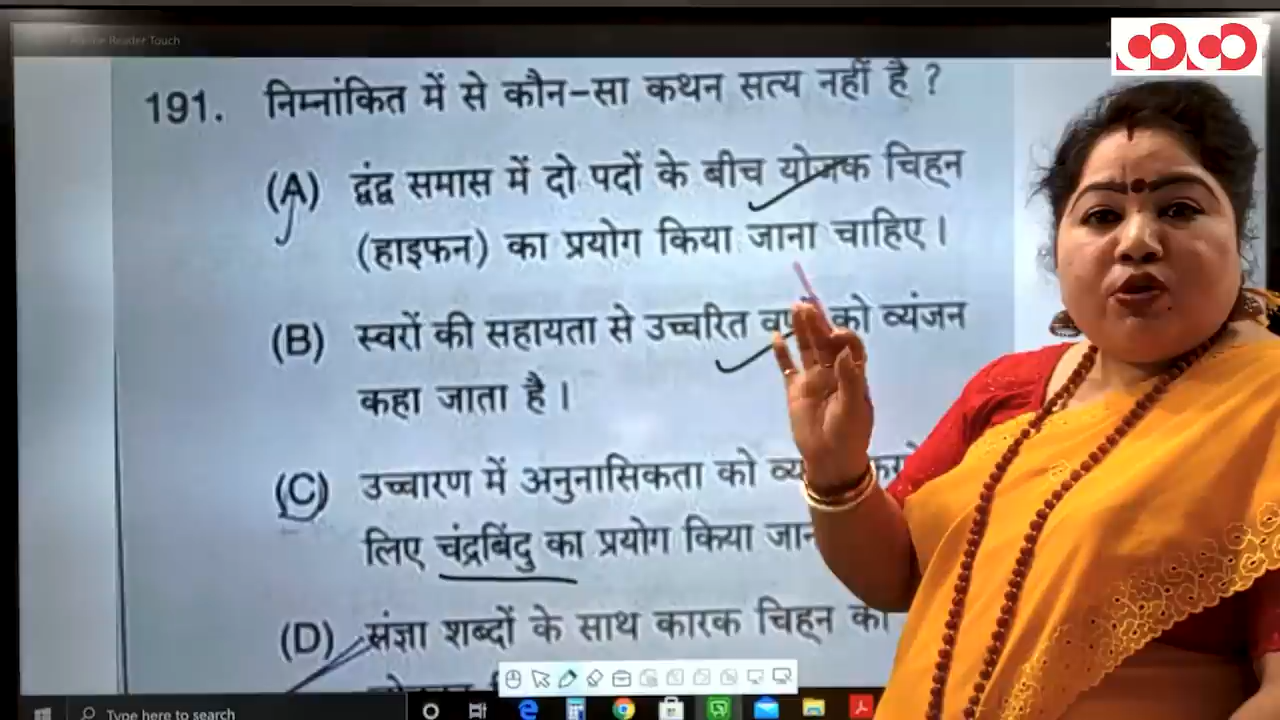 191. निम्नांकित में से कौन-सा कथन सत्य नहीं है ?
(A) द्वंद्व समास में दो पदों के बीच योजक चिह्न
(हाइफन) का प्रयोग किया जाना चाहिए।
(B) स्वरों की सहायता से उच्चरित को व्यंजन
कहा जाता है।
(C) उच्चारण में अनुनासिकता को
लिए चंद्रबिंदु का प्रयोग किया
(D) संज्ञा शब्दों के साथ कारक चिह्न
Type here to search